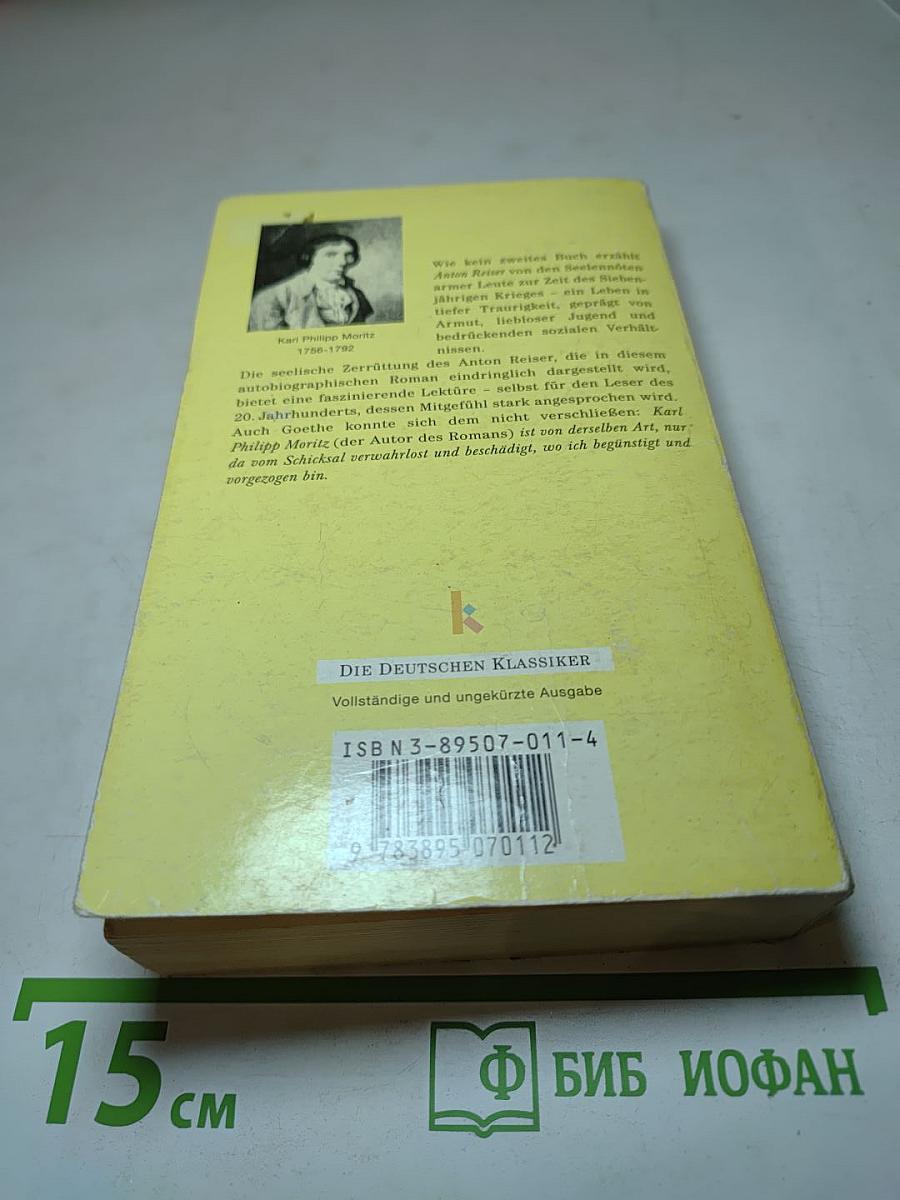 Karl Philipp Moritz
1756-1792
Wie kein zweites Buch erzählt
Anton Reiser von den Seelennöten
armer Leute zur Zeit des Sieben-
jährigen Krieges – ein Leben in
tiefer Traurigkeit, geprägt von
Armut, liebloser Jugend und
bedrückenden sozialen Verhält-
nissen.
Die seelische Zerrüttung des Anton Reiser, die in diesem
autobiographischen Roman eindringlich dargestellt wird,
bietet eine faszinierende Lektüre – selbst für den Leser des
20. Jahrhunderts, dessen Mitgefühl stark angesprochen wird.
Auch Goethe konnte sich dem nicht verschließen: Karl
Philipp Moritz (der Autor des Romans) ist von derselben Art, nur
da vom Schicksal verwahrlost und beschädigt, wo ich begünstigt und
vorgezogen bin.
k
DIE DEUTSCHEN KLASSIKER
Vollständige und ungekürzte Ausgabe
ISBN 3-89507-011-4
9 783895 070112
15 см
Ф БИБ ИОФАН